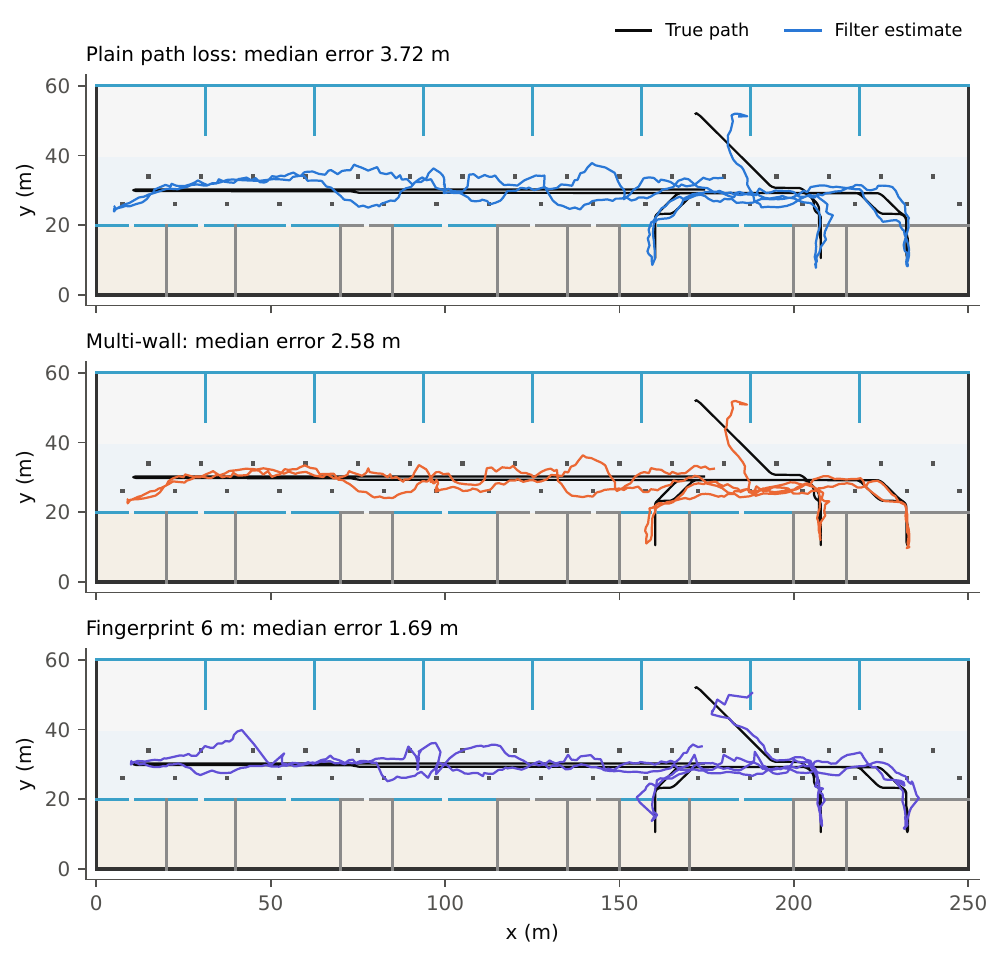 True path
Filter estimate
Plain path loss: median error 3.72 m
60
40
20
0
y (m)
Multi-wall: median error 2.58 m
60
40
20
0
y (m)
Fingerprint 6 m: median error 1.69 m
60
40
20
0
y (m)
0 50 100 150 200 250
x (m)